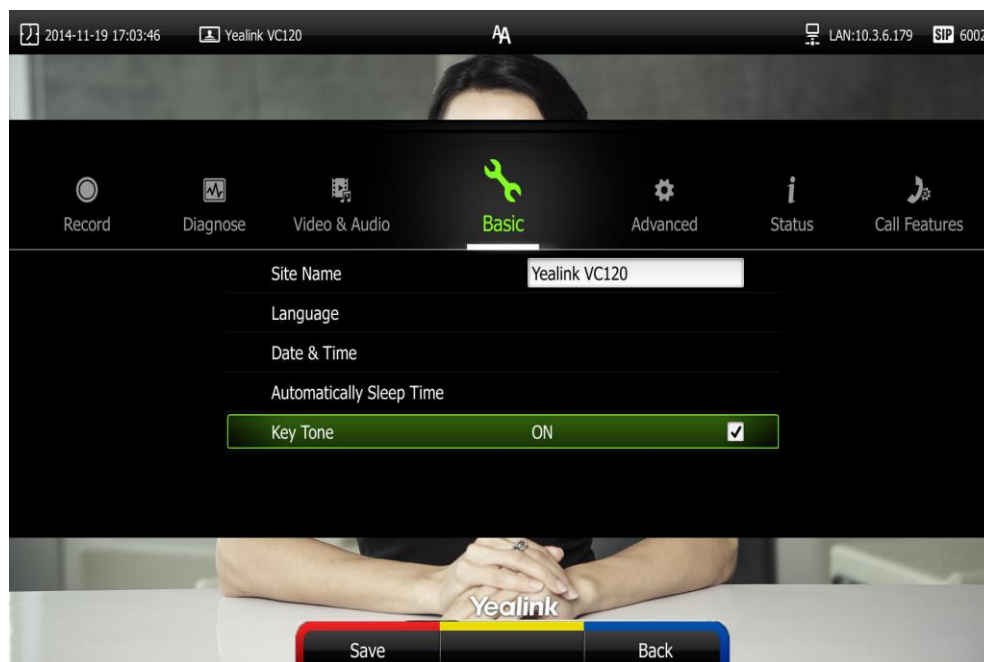 2014-11-19 17:03:46 Yealink VC120 AA LAN:10.3.6.179 SIP 6002
Record Diagnose Video & Audio Basic Advanced Status Call Features
Site Name Yealink VC120
Language
Date & Time
Automatically Sleep Time
Key Tone ON
Yealink
Save Back